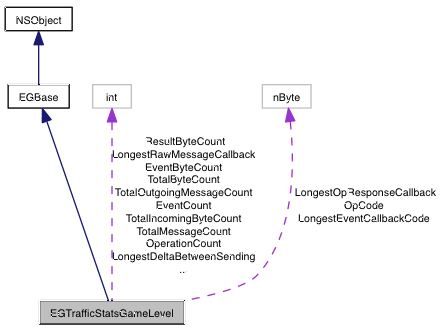 NSObject
EGBase
int
nByte
ResultByteCount
LongestRawMessageCallback
EventByteCount
TotalByteCount
TotalOutgoingMessageCount
EventCount
TotalIncomingByteCount
TotalMessageCount
OperationCount
LongestDeltaBetweenSending
...
LongestOpResponseCallback
OpCode
LongestEventCallbackCode
EGTrafficStatsGameLevel